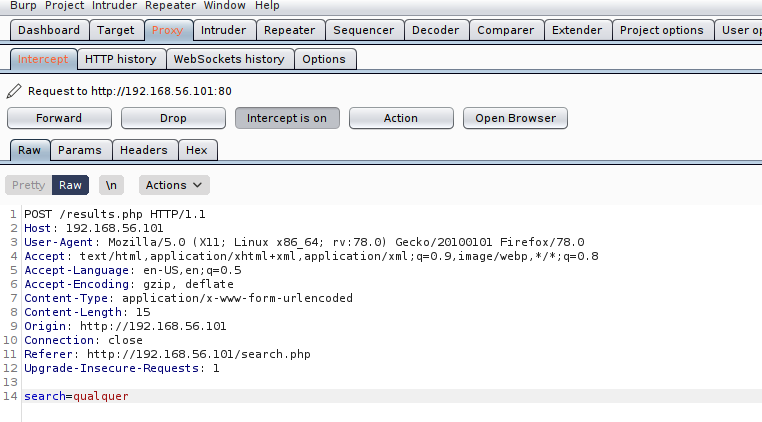 Burp Project Intruder Repeater Window Help
Dashboard Target Proxy Intruder Repeater Sequencer Decoder Comparer Extender Project options User op
Intercept HTTP history WebSockets history Options
Request to http://192.168.56.101:80
Forward Drop Intercept is on Action Open Browser
Raw Params Headers Hex
Pretty Raw \n Actions
1 POST /results.php HTTP/1.1
2 Host: 192.168.56.101
3 User-Agent: Mozilla/5.0 (X11; Linux x86_64; rv:78.0) Gecko/20100101 Firefox/78.0
4 Accept: text/html,application/xhtml+xml,application/xml;q=0.9,image/webp,*/*;q=0.8
5 Accept-Language: en-US,en;q=0.5
6 Accept-Encoding: gzip, deflate
7 Content-Type: application/x-www-form-urlencoded
8 Content-Length: 15
9 Origin: http://192.168.56.101
10 Connection: close
11 Referer: http://192.168.56.101/search.php
12 Upgrade-Insecure-Requests: 1
13
14 search=qualquer